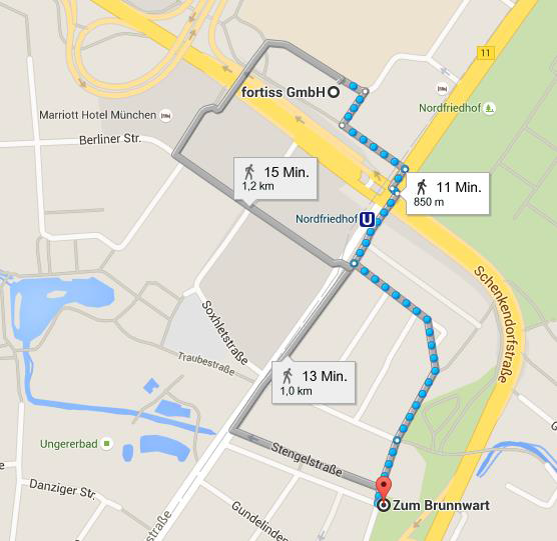 11
fortiss GmbH
Nordfriedhof
Marriott Hotel München
Berliner Str.
15 Min.
1,2 km
11 Min.
850 m
Nordfriedhof
U
Schenkendorfstraße
Soxhletstraße
Traubestraße
13 Min.
1,0 km
Ungererbad
Stengelstraße
Danziger Str.
Zum Brunnwart
Gundelinden
straße